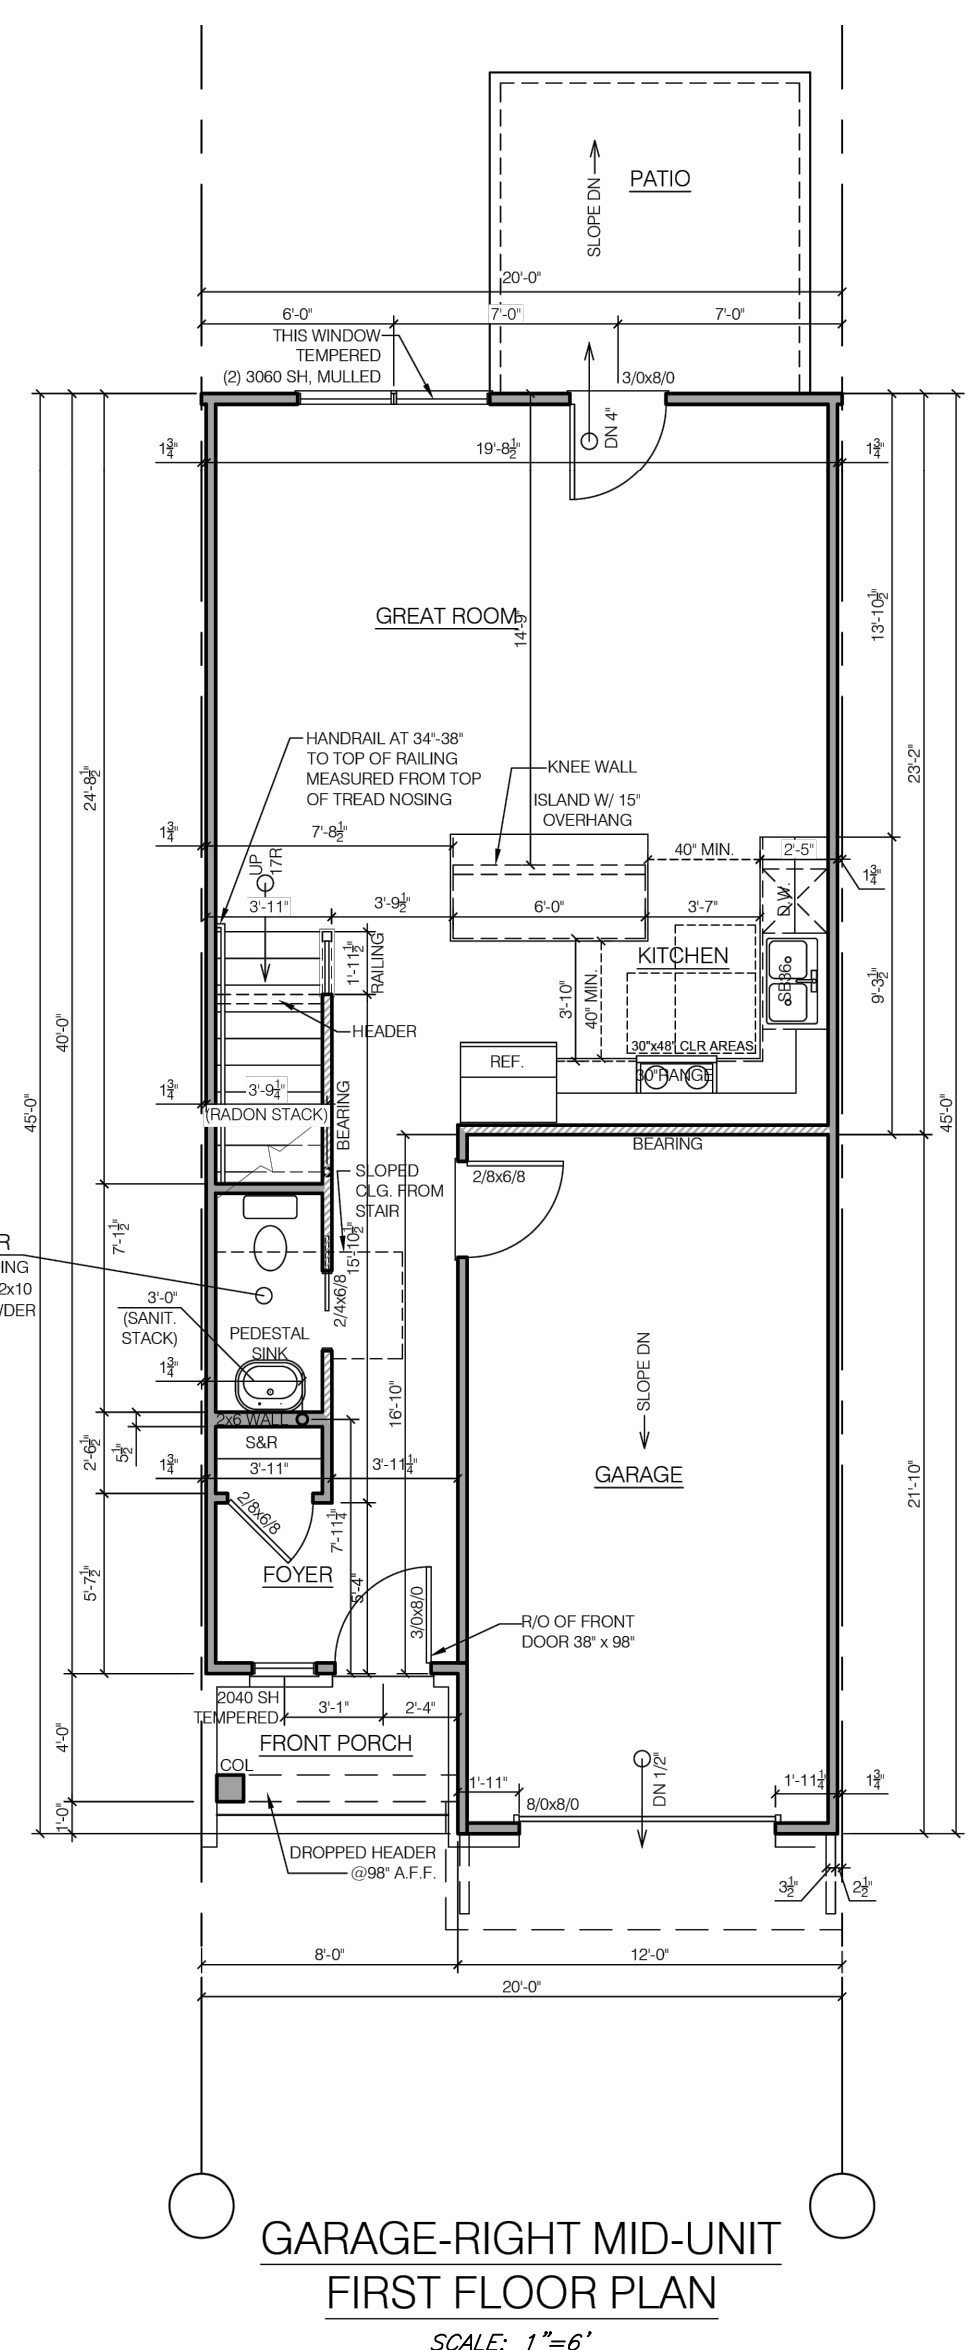 PATIO
SLOPE DN
20'-0"
6'-0"
7'-0"
7'-0"
THIS WINDOW
TEMPERED
(2) 3060 SH, MULLED
3/0x8/0
DN 4"
1¾"
19'-8½"
1¾"
GREAT ROOM
14'-9"
13'-10½"
24'-8½"
23'-2"
HANDRAIL AT 34"-38"
TO TOP OF RAILING
MEASURED FROM TOP
OF TREAD NOSING
KNEE WALL
ISLAND W/ 15"
OVERHANG
1¾"
7'-8½"
40" MIN.
2'-5"
1¾"
UP
17R
3'-11"
3'-9½"
6'-0"
3'-7"
D.W.
1'-11½"
RAILING
KITCHEN
SB36
9'-3½"
3'-10"
40" MIN.
HEADER
40'-0"
30"x48" CLR AREAS
REF.
30"RANGE
1¾"
3'-9¼"
(RADON STACK)
BEARING
45'-0"
45'-0"
BEARING
SLOPED
CLG. FROM
STAIR
2/8x6/8
7'-1½"
15'-10½"
R
ING
2x10
/DER
3'-0"
(SANIT.
STACK)
2/4x6/8
PEDESTAL
SINK
SLOPE DN
1¾"
16'-10"
2x6 WALL
S&R
2'-6½"
5½"
1¾"
3'-11"
3'-11¼"
GARAGE
21'-10"
2/8x6/8
7'-11¼"
FOYER
5'-7½"
5'-4"
3/0x8/0
R/O OF FRONT
DOOR 38" x 98"
2040 SH
TEMPERED
3'-1"
2'-4"
4'-0"
FRONT PORCH
COL
1'-11"
DN 1/2"
1'-11¼"
1¾"
1'-0"
8/0x8/0
DROPPED HEADER
@98" A.F.F.
3½"
2½"
8'-0"
12'-0"
20'-0"
GARAGE-RIGHT MID-UNIT
FIRST FLOOR PLAN
SCALE: 1"=6'